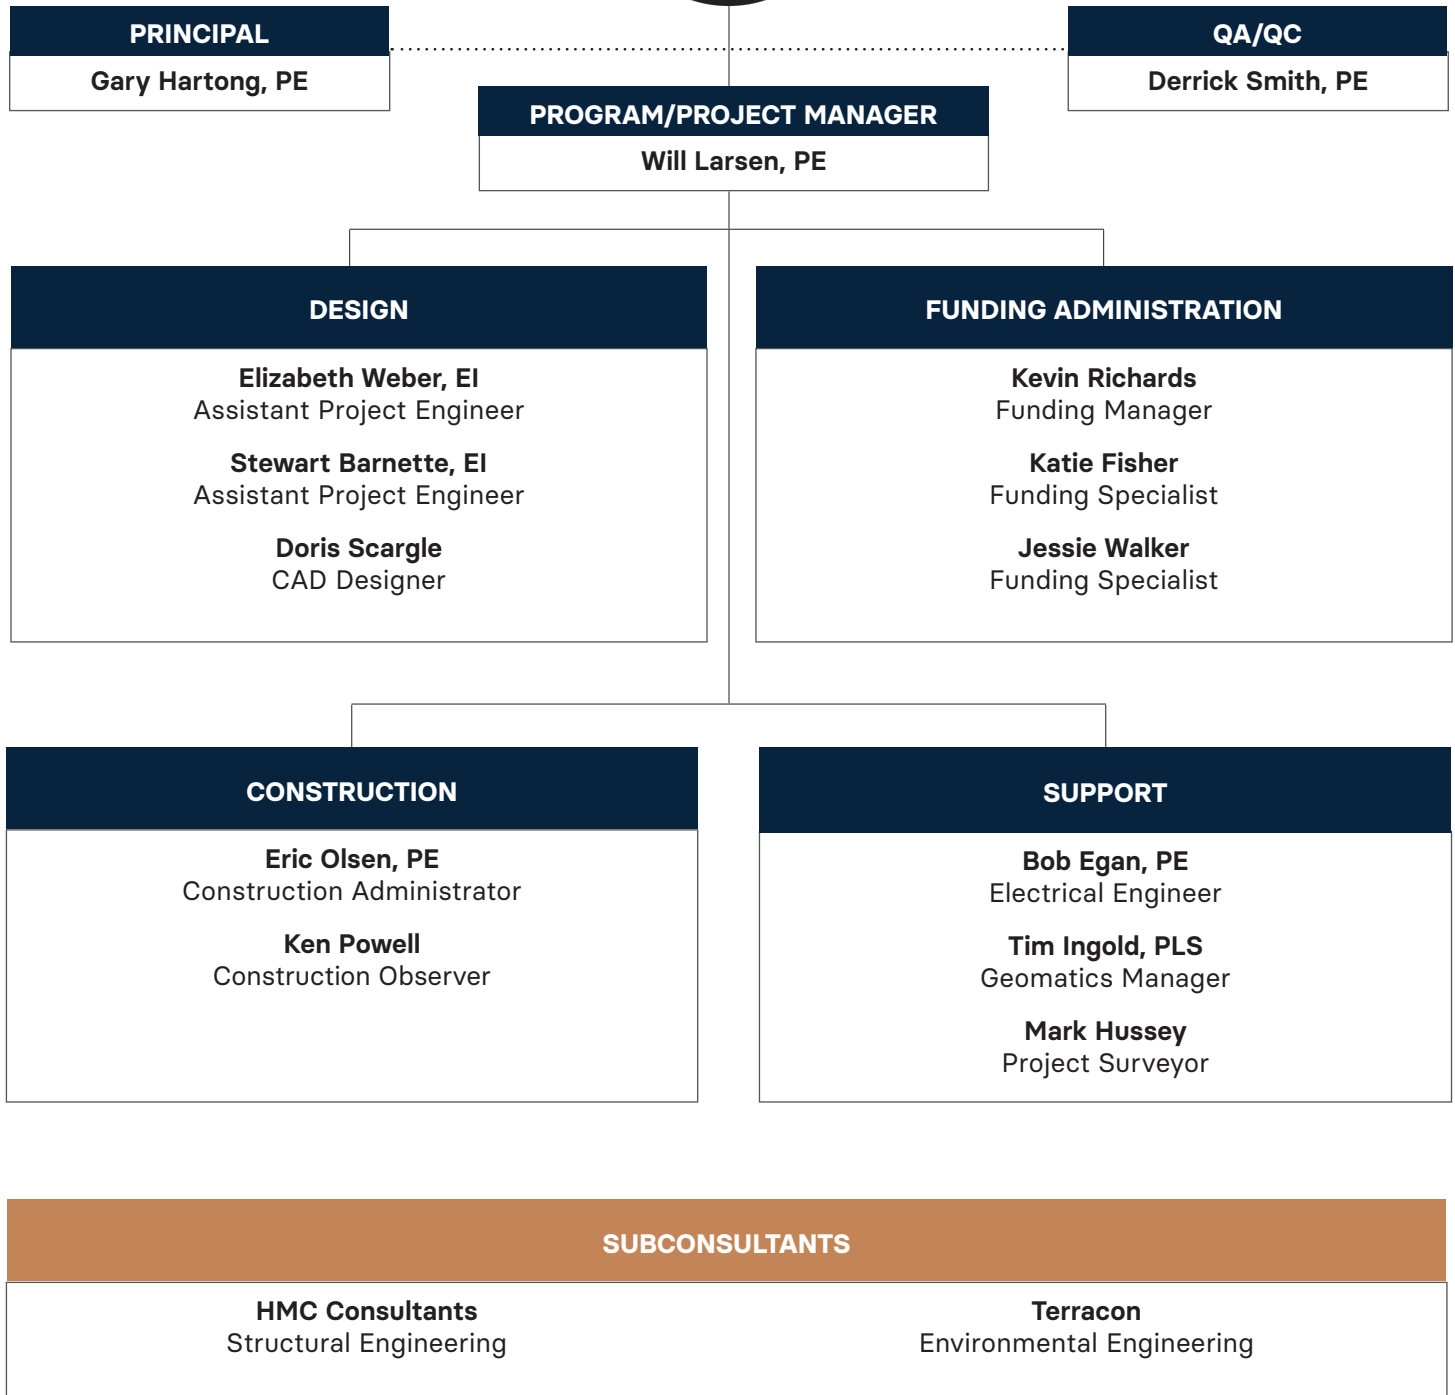 PRINCIPAL
Gary Hartong, PE
QA/QC
Derrick Smith, PE
PROGRAM/PROJECT MANAGER
Will Larsen, PE
DESIGN
Elizabeth Weber, EI
Assistant Project Engineer
Stewart Barnette, EI
Assistant Project Engineer
Doris Scargle
CAD Designer
FUNDING ADMINISTRATION
Kevin Richards
Funding Manager
Katie Fisher
Funding Specialist
Jessie Walker
Funding Specialist
CONSTRUCTION
Eric Olsen, PE
Construction Administrator
Ken Powell
Construction Observer
SUPPORT
Bob Egan, PE
Electrical Engineer
Tim Ingold, PLS
Geomatics Manager
Mark Hussey
Project Surveyor
SUBCONSULTANTS
HMC Consultants
Structural Engineering
Terracon
Environmental Engineering